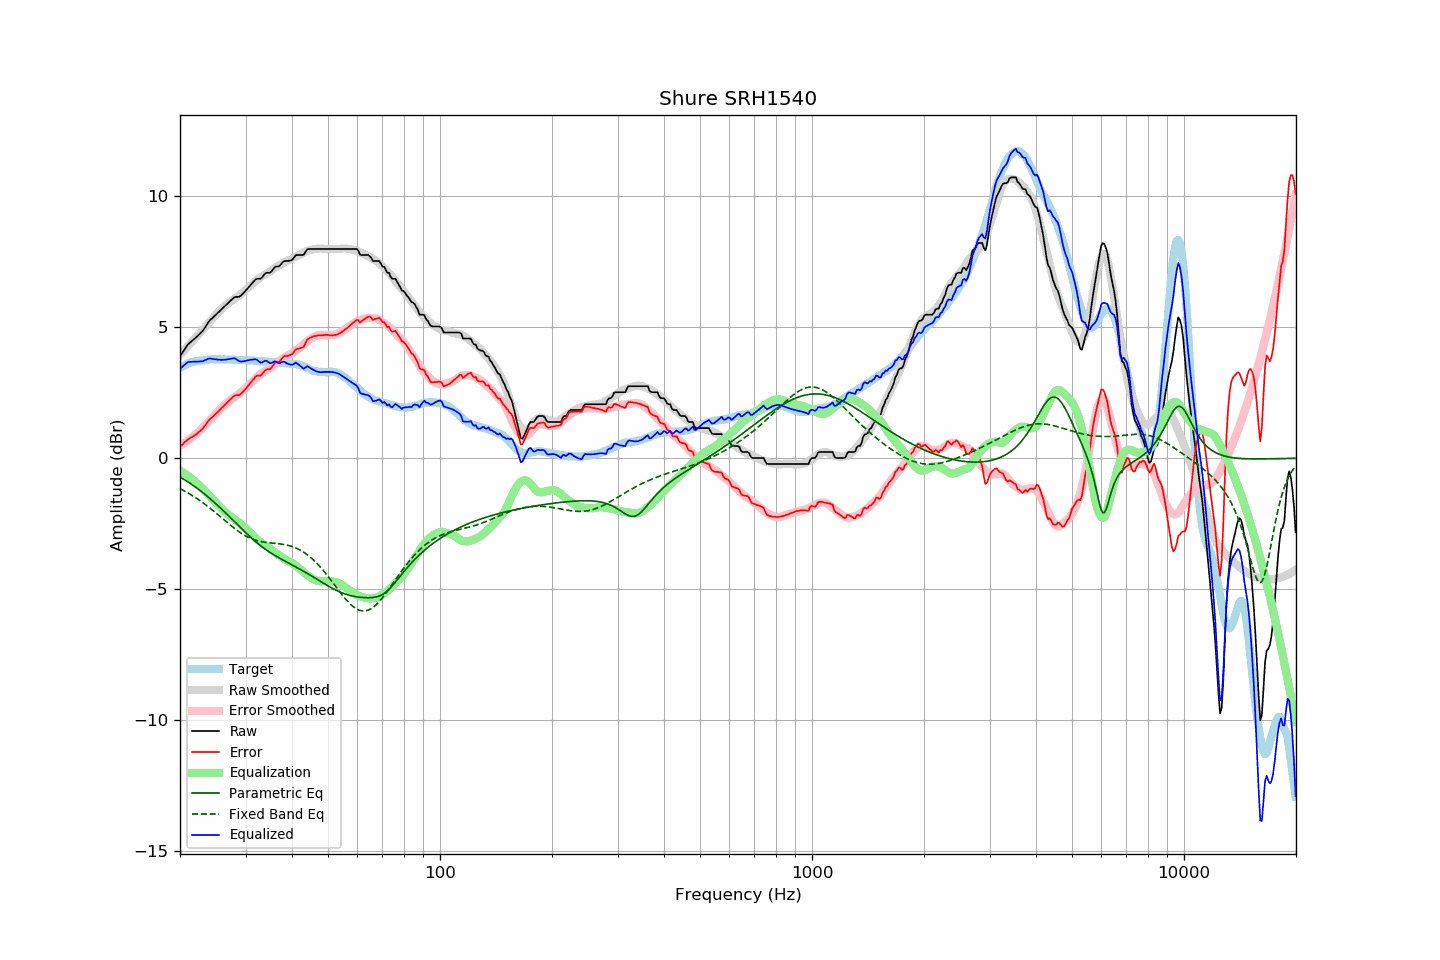 Shure SRH1540
Amplitude (dBr)
10
5
0
−5
−10
−15
Target
Raw Smoothed
Error Smoothed
Raw
Error
Equalization
Parametric Eq
Fixed Band Eq
Equalized
100
1000
10000
Frequency (Hz)